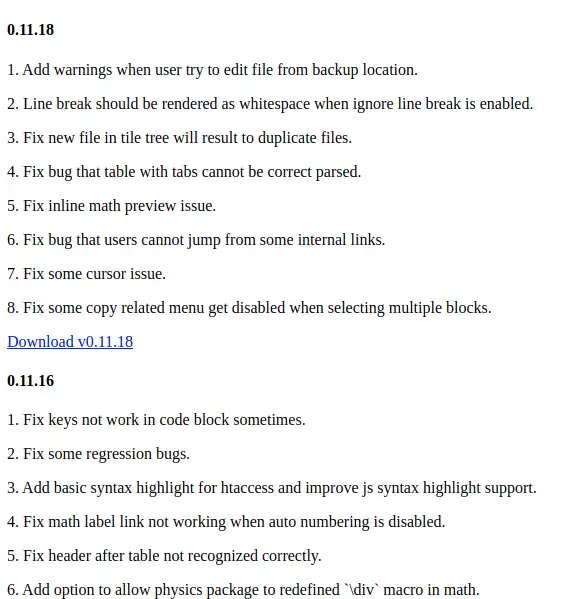 0.11.18
1. Add warnings when user try to edit file from backup location.
2. Line break should be rendered as whitespace when ignore line break is enabled.
3. Fix new file in tile tree will result to duplicate files.
4. Fix bug that table with tabs cannot be correct parsed.
5. Fix inline math preview issue.
6. Fix bug that users cannot jump from some internal links.
7. Fix some cursor issue.
8. Fix some copy related menu get disabled when selecting multiple blocks.
Download v0.11.18
0.11.16
1. Fix keys not work in code block sometimes.
2. Fix some regression bugs.
3. Add basic syntax highlight for htaccess and improve js syntax highlight support.
4. Fix math label link not working when auto numbering is disabled.
5. Fix header after table not recognized correctly.
6. Add option to allow physics package to redefined `\div` macro in math.